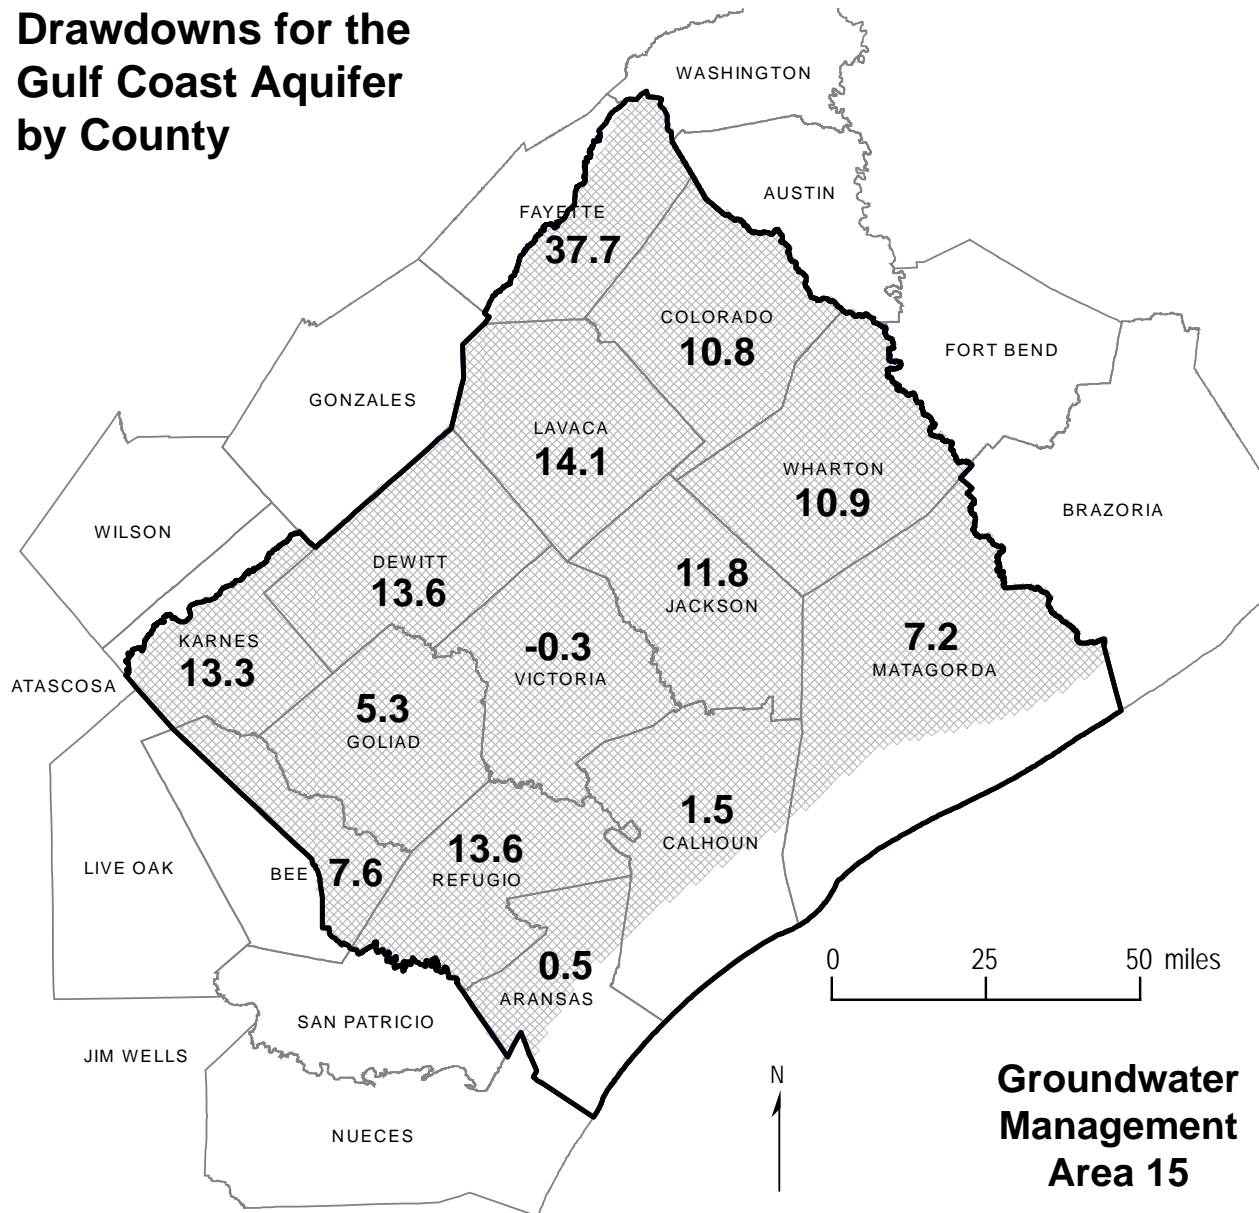 Drawdowns for the
Gulf Coast Aquifer
by County
WASHINGTON
AUSTIN
FAYETTE
37.7
COLORADO
10.8
FORT BEND
GONZALES
LAVACA
14.1
WHARTON
10.9
BRAZORIA
WILSON
DEWITT
13.6
11.8
JACKSON
KARNES
13.3
-0.3
VICTORIA
7.2
MATAGORDA
ATASCOSA
5.3
GOLIAD
1.5
CALHOUN
LIVE OAK
BEE 7.6
13.6
REFUGIO
0.5
ARANSAS
0 25 50 miles
SAN PATRICIO
JIM WELLS
NUECES
N
Groundwater
Management
Area 15